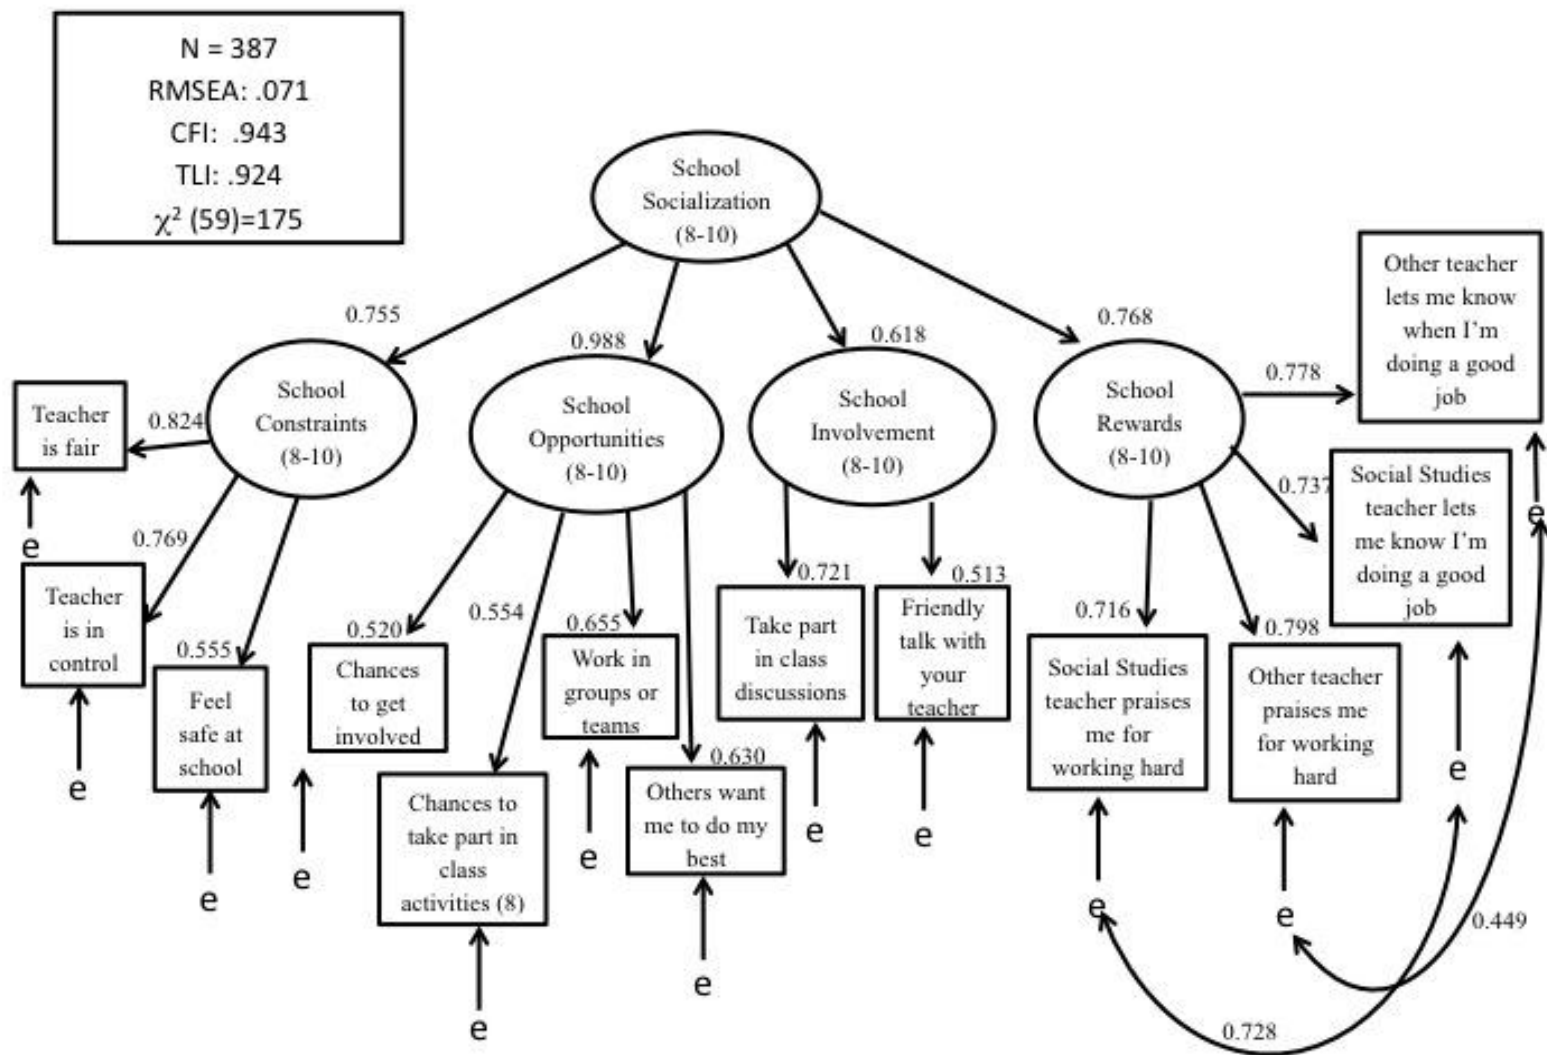 N = 387
RMSEA: .071
CFI: .943
TLI: .924
χ² (59)=175
School
Socialization
(8-10)
0.755
0.988
0.618
0.768
School
Constraints
(8-10)
School
Opportunities
(8-10)
School
Involvement
(8-10)
School
Rewards
(8-10)
0.824
Teacher
is fair
e
0.769
Teacher
is in
control
e
0.555
Feel
safe at
school
e
0.520
Chances
to get
involved
e
0.554
Chances to
take part in
class
activities (8)
e
0.655
Work in
groups or
teams
e
0.630
Others want
me to do my
best
e
0.721
Take part
in class
discussions
e
0.513
Friendly
talk with
your
teacher
e
0.716
Social Studies
teacher praises
me for
working hard
e
0.798
Other teacher
praises me
for working
hard
e
0.737
Social Studies
teacher lets
me know I’m
doing a good
job
e
0.778
Other teacher
lets me know
when I’m
doing a good
job
e
0.449
0.728